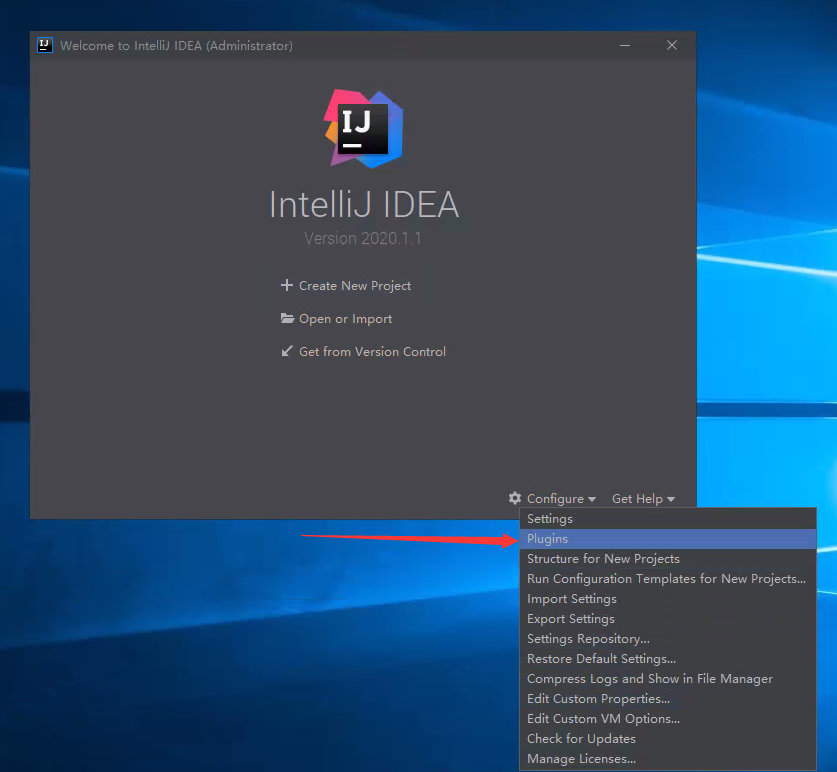 IJ
Welcome to IntelliJ IDEA (Administrator)
IJ
IntelliJ IDEA
Version 2020.1.1
Create New Project
Open or Import
Get from Version Control
Configure
Get Help
Settings
Plugins
Structure for New Projects
Run Configuration Templates for New Projects...
Import Settings
Export Settings
Settings Repository...
Restore Default Settings...
Compress Logs and Show in File Manager
Edit Custom Properties...
Edit Custom VM Options...
Check for Updates
Manage Licenses...